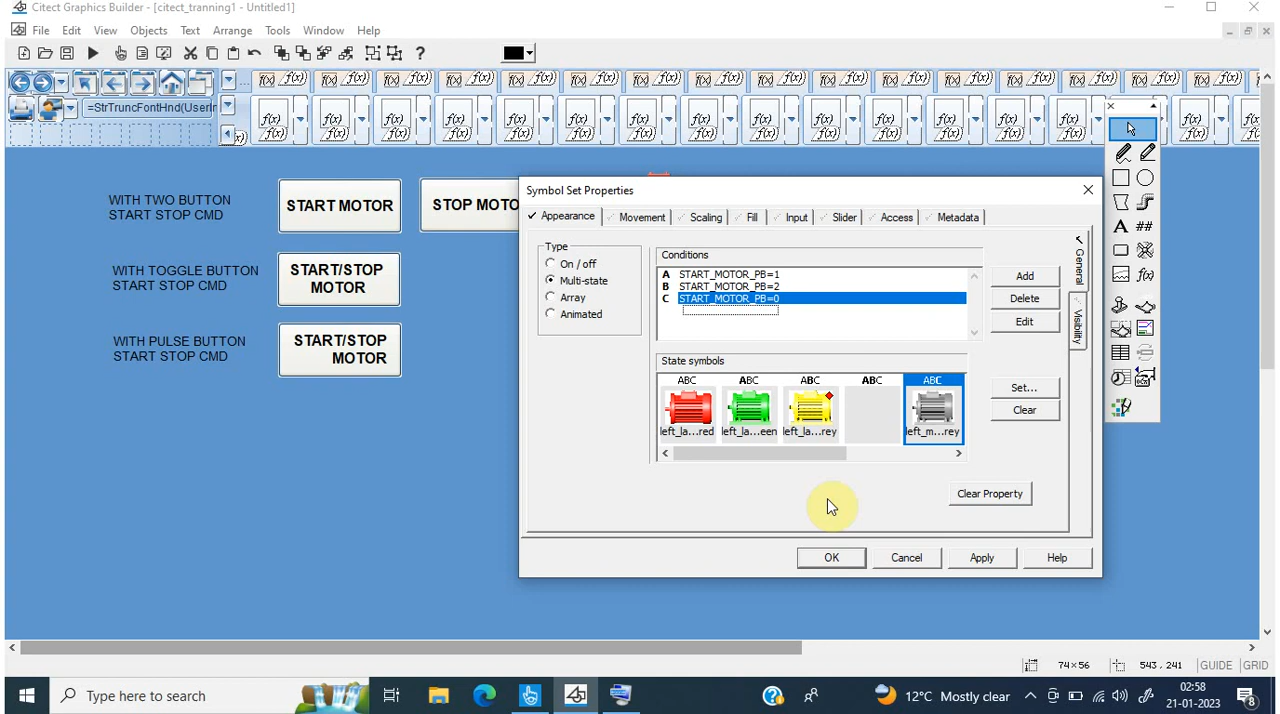 Citect Graphics Builder - [citect_tranning1 - Untitled1]
File Edit View Objects Text Arrange Tools Window Help
=StrTruncFontHnd(UserIn
WITH TWO BUTTON
START STOP CMD
START MOTOR
STOP MOTO
WITH TOGGLE BUTTON
START STOP CMD
START/STOP
MOTOR
WITH PULSE BUTTON
START STOP CMD
START/STOP
MOTOR
Symbol Set Properties
Appearance Movement Scaling Fill Input Slider Access Metadata
Type
On / off
Multi-state
Array
Animated
Conditions
A START_MOTOR_PB=1
B START_MOTOR_PB=2
C START_MOTOR_PB=0
Add
Delete
Edit
State symbols
ABC ABC ABC ABC ABC
left_la...red left_la...een left_la...rey left_m...rey
Set...
Clear
Clear Property
General
Visibility
OK Cancel Apply Help
74×56 543 , 241 GUIDE GRID
Type here to search
12°C Mostly clear
02:58
21-01-2023
8